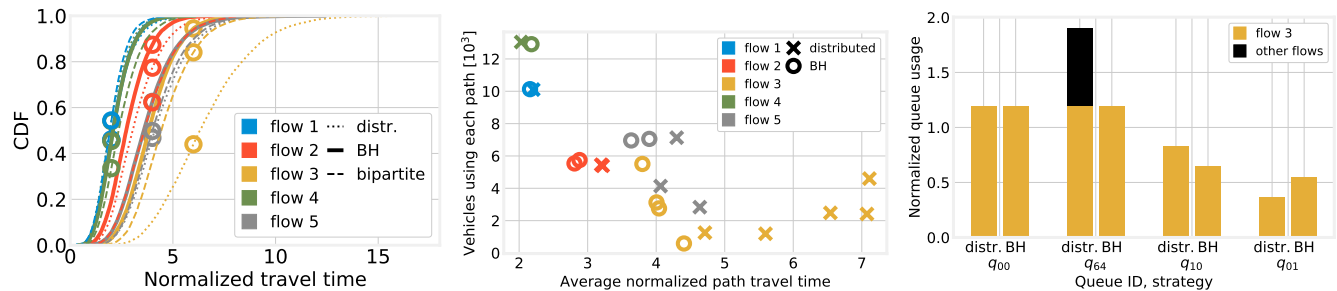 CDF
1.0
0.8
0.6
0.4
0.2
0.0
0
5
10
15
Normalized travel time
flow 1
flow 2
flow 3
flow 4
flow 5
distr.
BH
bipartite
Vehicles using each path [10³]
12
10
8
6
4
2
0
2
3
4
5
6
7
Average normalized path travel time
flow 1
flow 2
flow 3
flow 4
flow 5
distributed
BH
Normalized queue usage
2.0
1.5
1.0
0.5
0.0
flow 3
other flows
distr. BH distr. BH distr. BH distr. BH
q₀₀ q₆₄ q₁₀ q₀₁
Queue ID, strategy